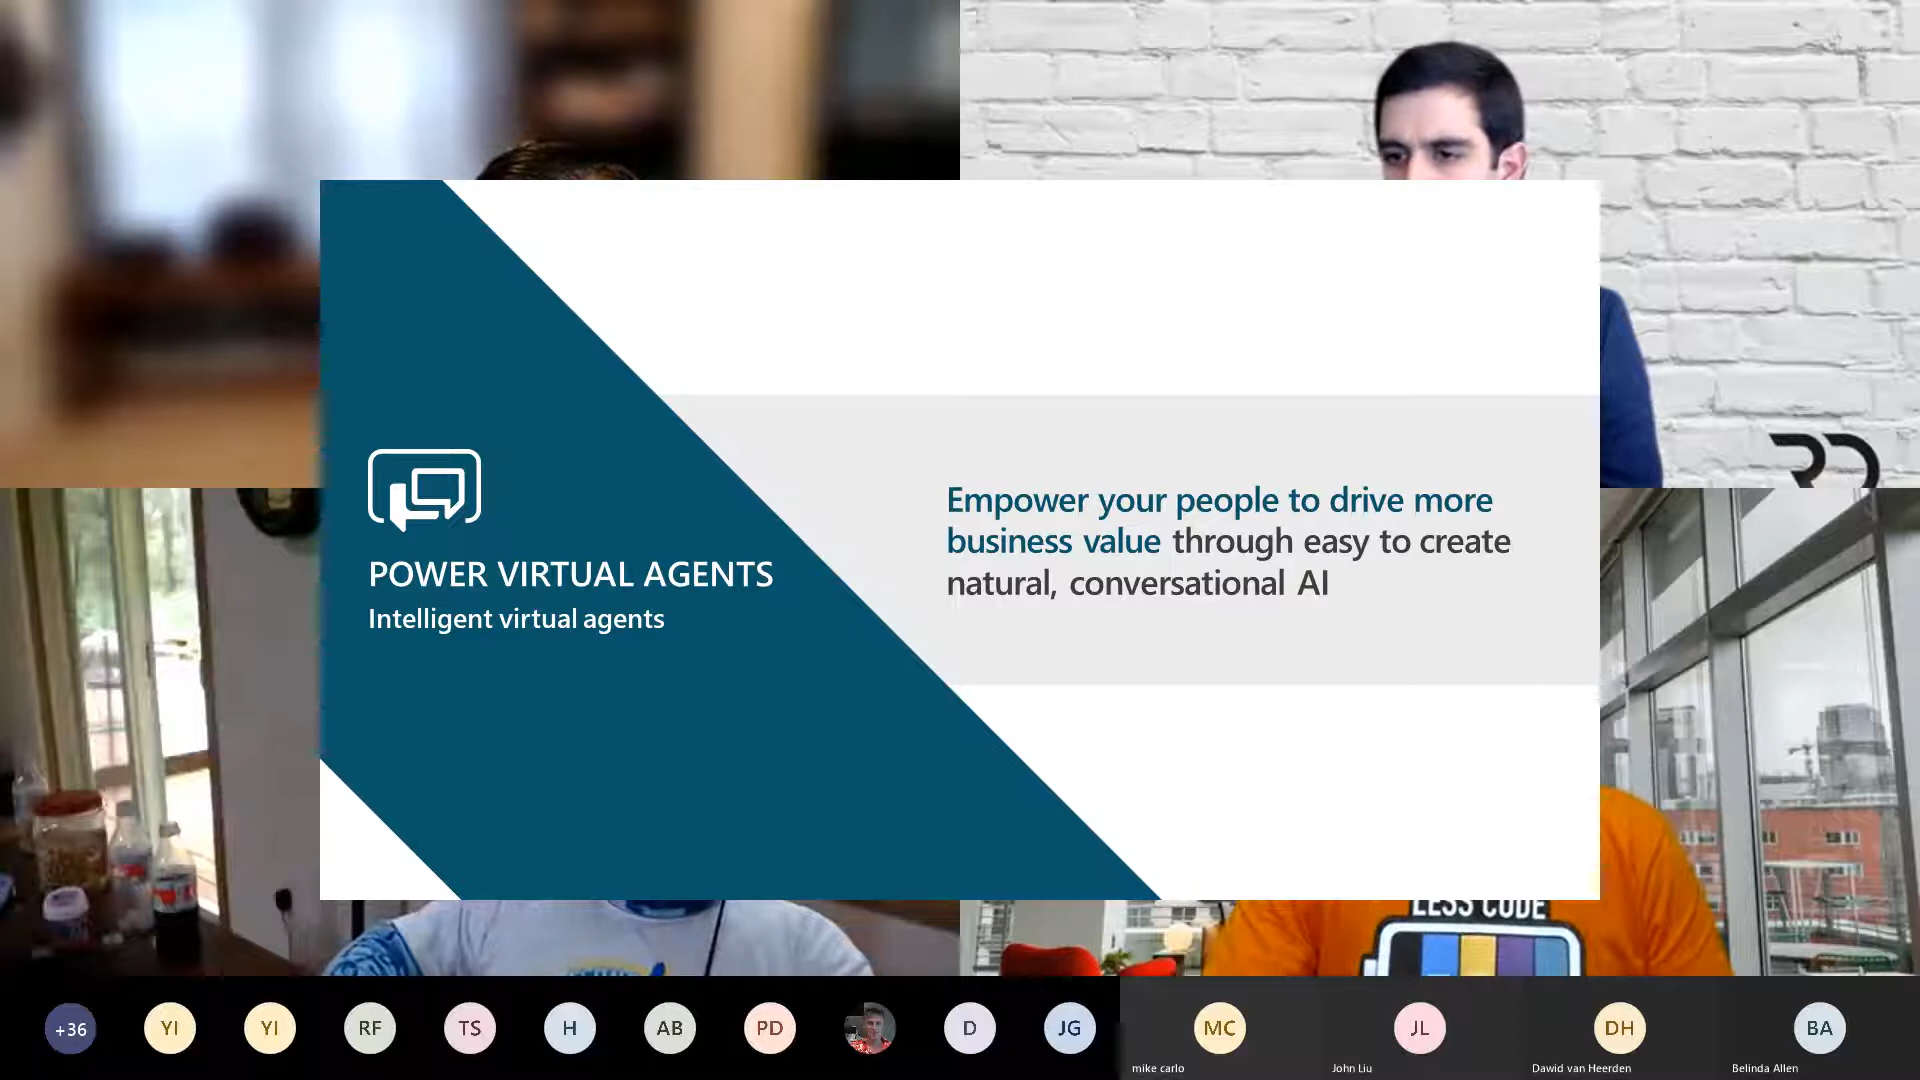 POWER VIRTUAL AGENTS
Intelligent virtual agents
Empower your people to drive more
business value through easy to create
natural, conversational AI
LESS CODE
+36
YI
YI
RF
TS
H
AB
PD
D
JG
MC
JL
DH
BA
mike carlo
John Liu
Dawid van Heerden
Belinda Allen